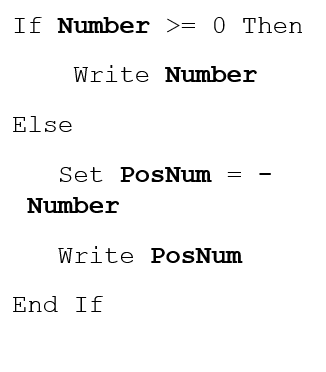 If Number >= 0 Then
Write Number
Else
Set PosNum = -
Number
Write PosNum
End If